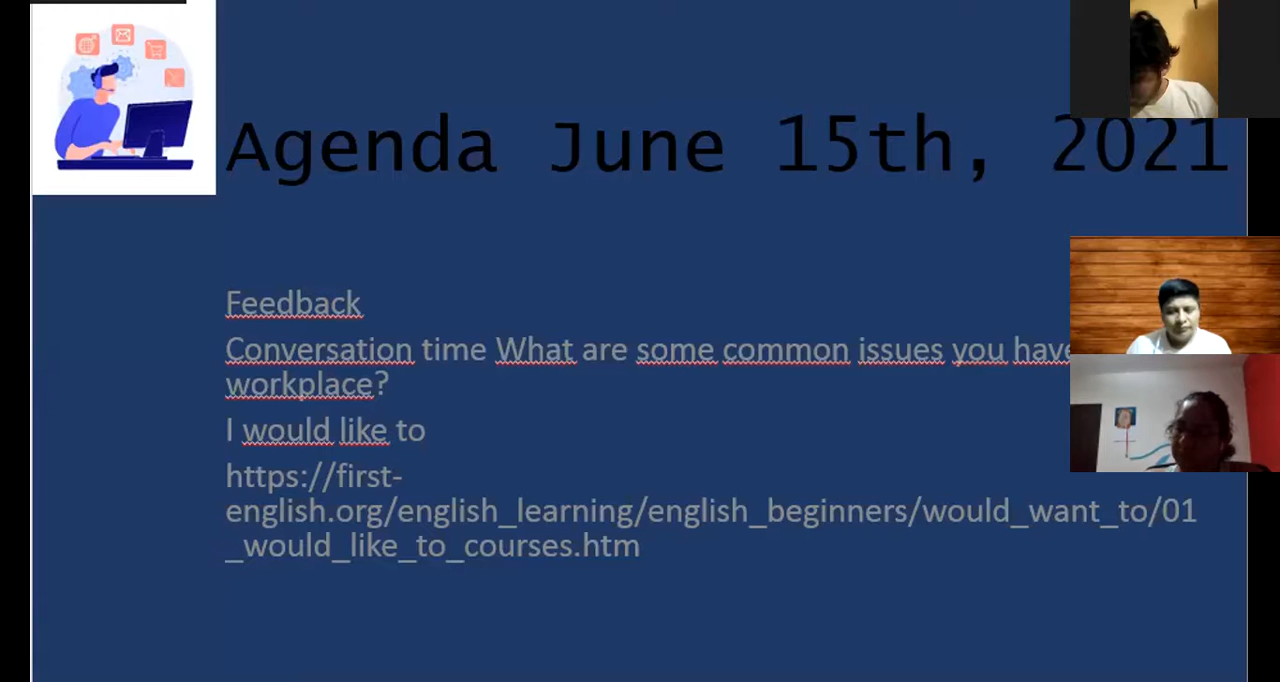 Agenda June 15th, 2021
Feedback
Conversation time What are some common issues you have
workplace?
I would like to
https://first-
english.org/english_learning/english_beginners/would_want_to/01
_would_like_to_courses.htm